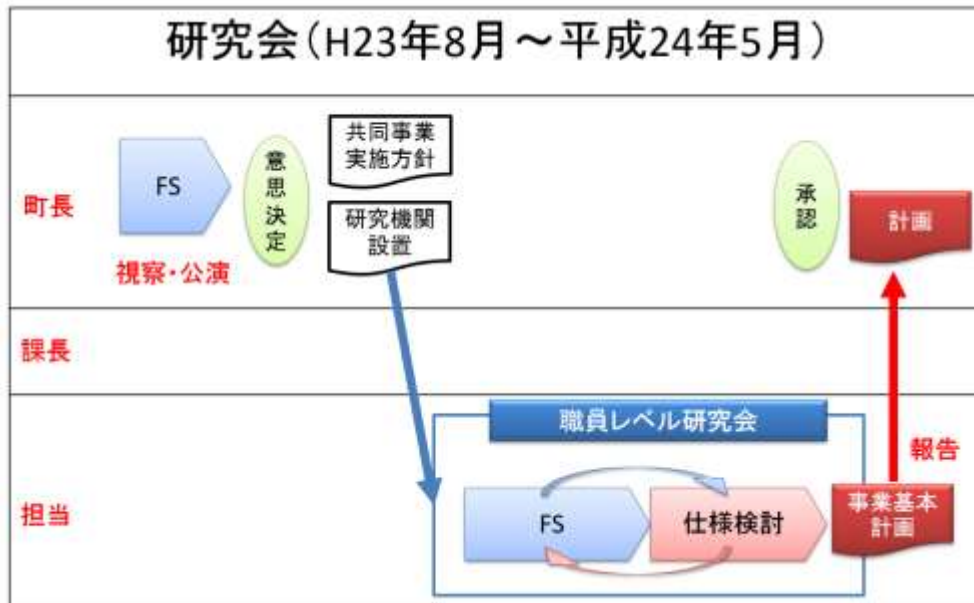 研究会(H23年8月～平成24年5月)
町長
FS
視察・公演
意
思
決
定
共同事業
実施方針
研究機関
設置
承
認
計画
課長
担当
職員レベル研究会
FS
仕様検討
事業基本
計画
報告